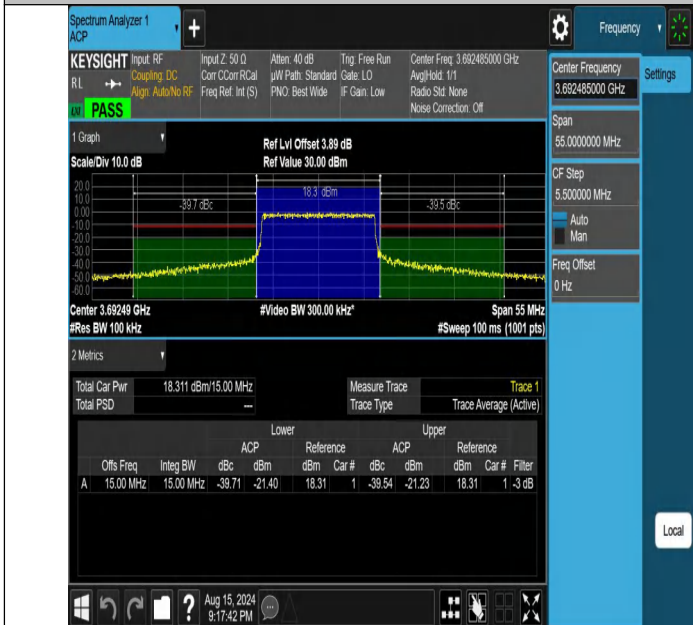 Spectrum Analyzer 1
ACP
+
Frequency
KEYSIGHT Input: RF Input Z: 50 Ω Atten: 40 dB Trig: Free Run Center Freq: 3.692485000 GHz
RL Coupling: DC Corr CCorr RCal µW Path: Standard Gate: LO Avg|Hold: 1/1
Align: Auto/No RF Freq Ref: Int (S) PNO: Best Wide IF Gain: Low Radio Std: None
PASS Noise Correction: Off
Center Frequency
3.692485000 GHz
Settings
Span
55.0000000 MHz
CF Step
5.500000 MHz
Auto
Man
Freq Offset
0 Hz
Local
1 Graph
Ref Lvl Offset 3.89 dB
Scale/Div 10.0 dB Ref Value 30.00 dBm
20.0
10.0
0.00
-10.0
-20.0
-30.0
-40.0
-50.0
-60.0
-39.7 dBc 18.3 dBm -39.5 dBc
Center 3.69249 GHz #Video BW 300.00 kHz* Span 55 MHz
#Res BW 100 kHz #Sweep 100 ms (1001 pts)
2 Metrics
Total Car Pwr 18.311 dBm/15.00 MHz Measure Trace Trace 1
Total PSD --- Trace Type Trace Average (Active)
Lower Upper
ACP Reference ACP Reference
Offs Freq Integ BW dBc dBm dBm Car # dBc dBm dBm Car # Filter
A 15.00 MHz 15.00 MHz -39.71 -21.40 18.31 1 -39.54 -21.23 18.31 1 -3 dB
? Aug 15, 2024
9:17:42 PM